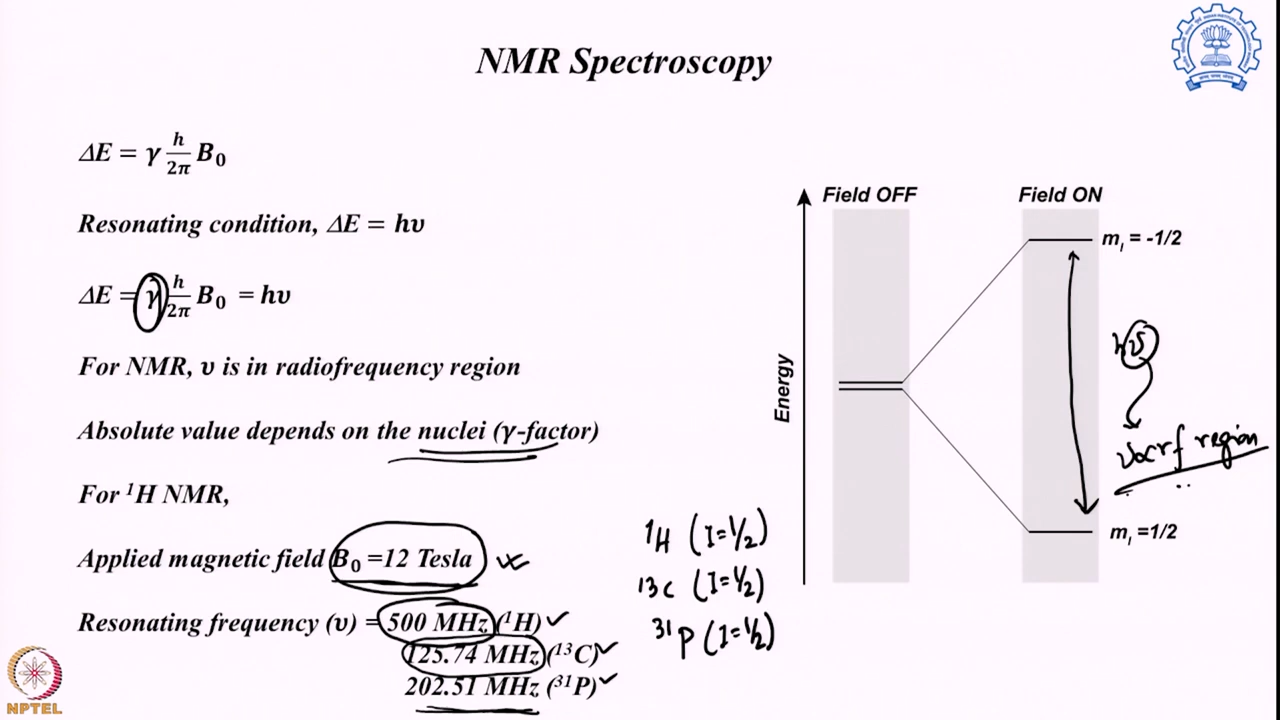 NMR Spectroscopy
ΔE = γ h/2π B₀
Resonating condition, ΔE = hυ
ΔE = γ h/2π B₀ = hυ
For NMR, υ is in radiofrequency region
Absolute value depends on the nuclei (γ-factor)
For ¹H NMR,
Applied magnetic field B₀ =12 Tesla
Resonating frequency (υ) = 500 MHz (¹H)
125.74 MHz (¹³C)
202.51 MHz (³¹P)
¹H (I=1/2)
13C (I=1/2)
³¹P (I=1/2)
Energy
Field OFF
Field ON
mI = -1/2
hυ
region
mI =1/2
NPTEL